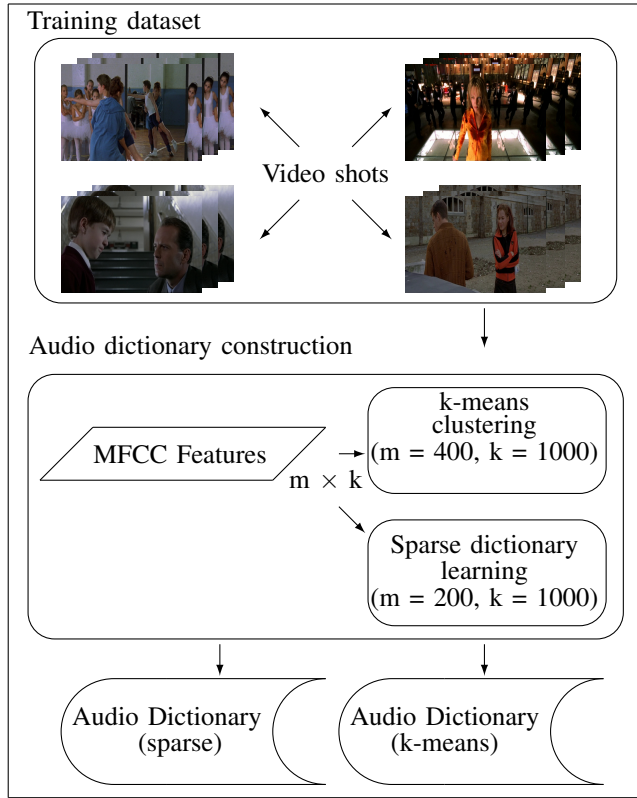 Training dataset
Video shots
Audio dictionary construction
MFCC Features
m × k
k-means
clustering
(m = 400, k = 1000)
Sparse dictionary
learning
(m = 200, k = 1000)
Audio Dictionary
(sparse)
Audio Dictionary
(k-means)